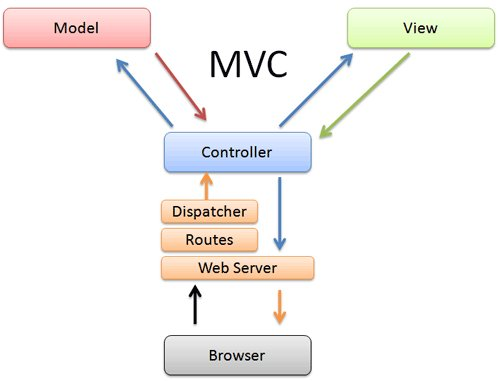 Model
View
MVC
Controller
Dispatcher
Routes
Web Server
Browser